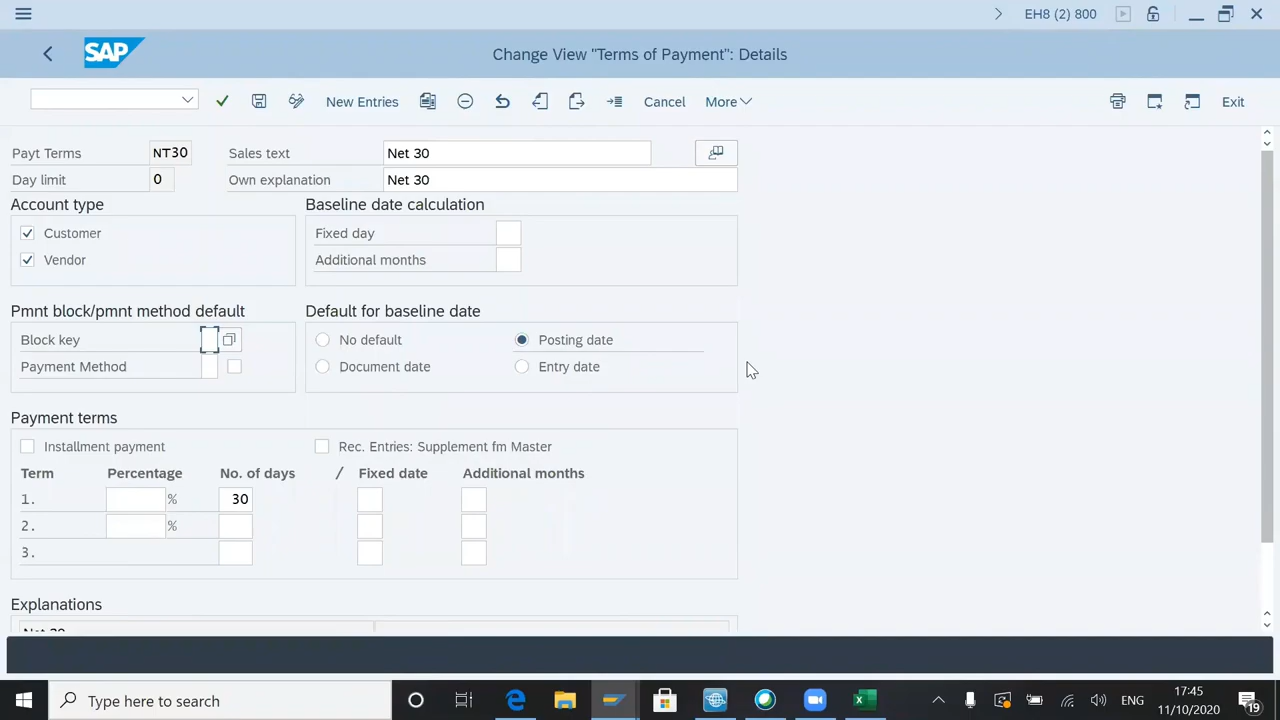 EH8 (2) 800
SAP
Change View "Terms of Payment": Details
New Entries
Cancel
More
Exit
Payt Terms NT30 Sales text Net 30
Day limit 0 Own explanation Net 30
Account type Baseline date calculation
Customer Fixed day
Vendor Additional months
Pmnt block/pmnt method default Default for baseline date
Block key No default Posting date
Payment Method Document date Entry date
Payment terms
Installment payment Rec. Entries: Supplement fm Master
Term Percentage No. of days / Fixed date Additional months
1. % 30
2. %
3.
Explanations
Net 30
Type here to search
ENG
17:45
11/10/2020
19